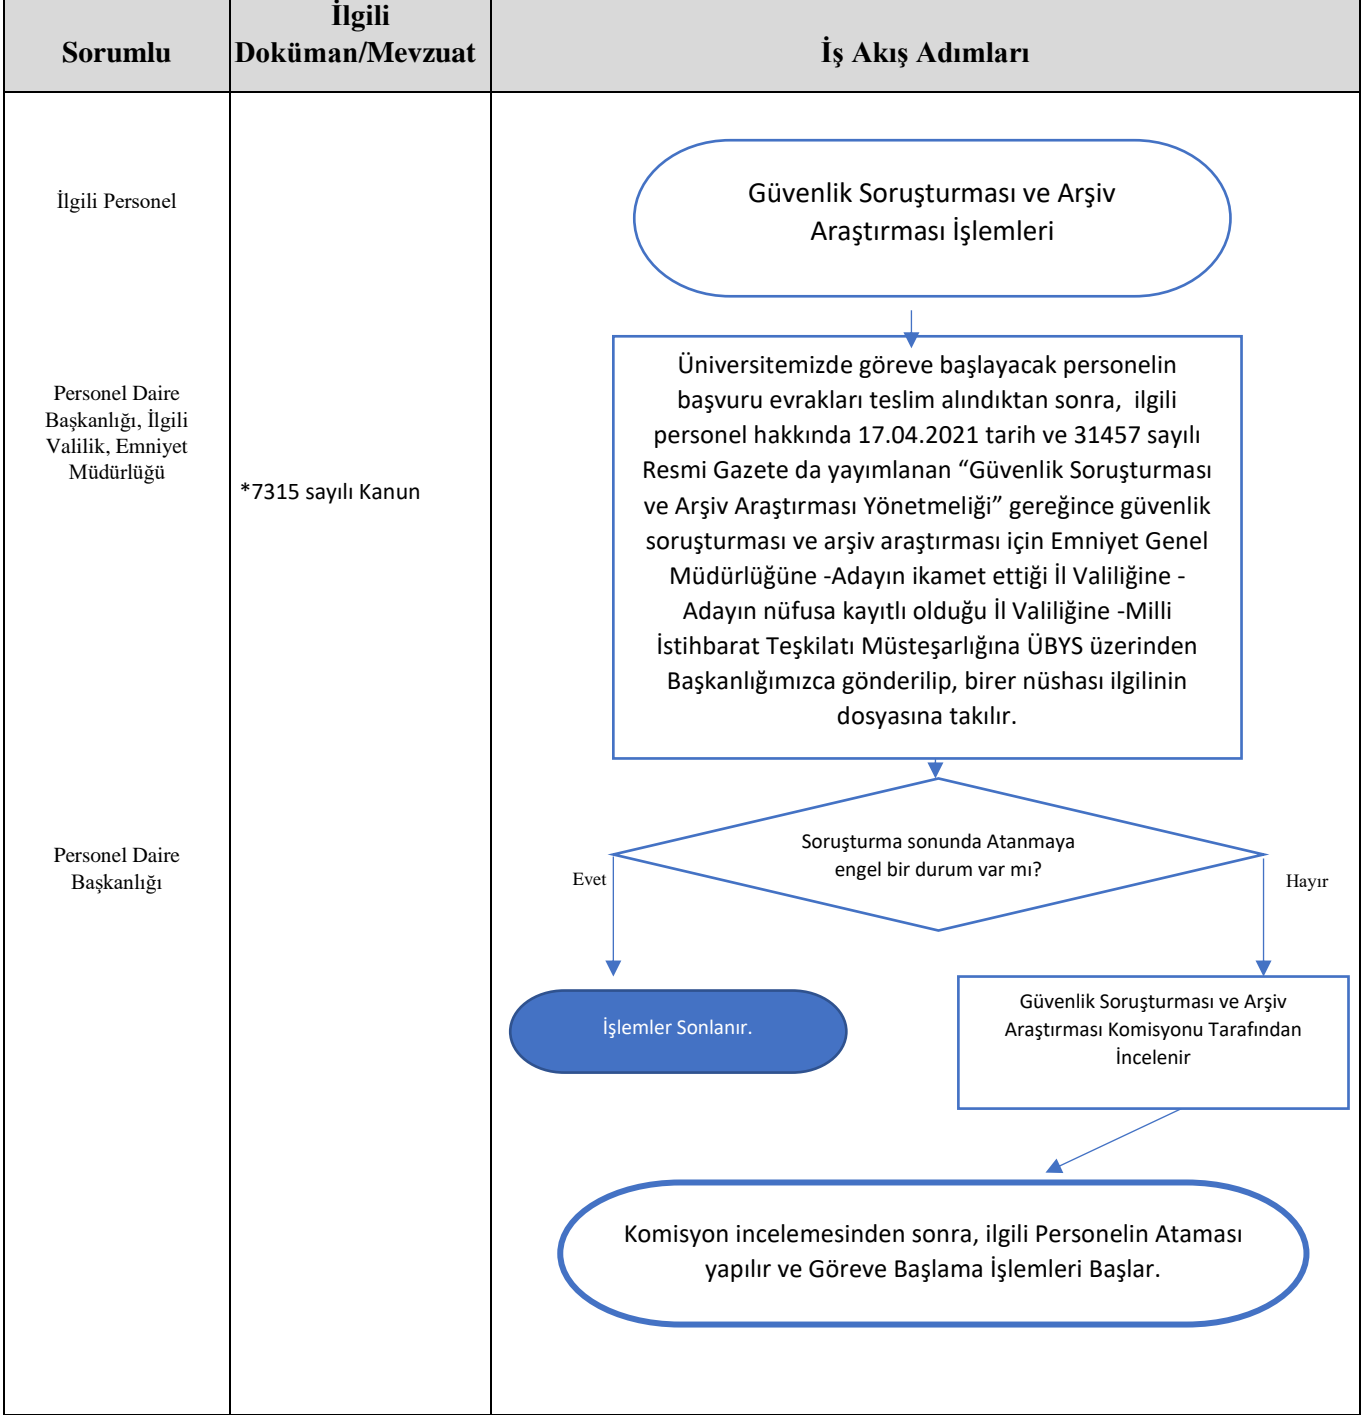 Sorumlu
İlgili
Doküman/Mevzuat
İş Akış Adımları
İlgili Personel
Güvenlik Soruşturması ve Arşiv
Araştırması İşlemleri
Personel Daire
Başkanlığı, İlgili
Valilik, Emniyet
Müdürlüğü
*7315 sayılı Kanun
Üniversitemizde göreve başlayacak personelin
başvuru evrakları teslim alındıktan sonra, ilgili
personel hakkında 17.04.2021 tarih ve 31457 sayılı
Resmi Gazete da yayımlanan “Güvenlik Soruşturması
ve Arşiv Araştırması Yönetmeliği” gereğince güvenlik
soruşturması ve arşiv araştırması için Emniyet Genel
Müdürlüğüne -Adayın ikamet ettiği İl Valiliğine -
Adayın nüfusa kayıtlı olduğu İl Valiliğine -Milli
İstihbarat Teşkilatı Müsteşarlığına ÜBYS üzerinden
Başkanlığımızca gönderilip, birer nüshası ilgilinin
dosyasına takılır.
Personel Daire
Başkanlığı
Soruşturma sonunda Atanmaya
engel bir durum var mı?
Evet
Hayır
İşlemler Sonlanır.
Güvenlik Soruşturması ve Arşiv
Araştırması Komisyonu Tarafından
İncelenir
Komisyon incelemesinden sonra, ilgili Personelin Ataması
yapılır ve Göreve Başlama İşlemleri Başlar.